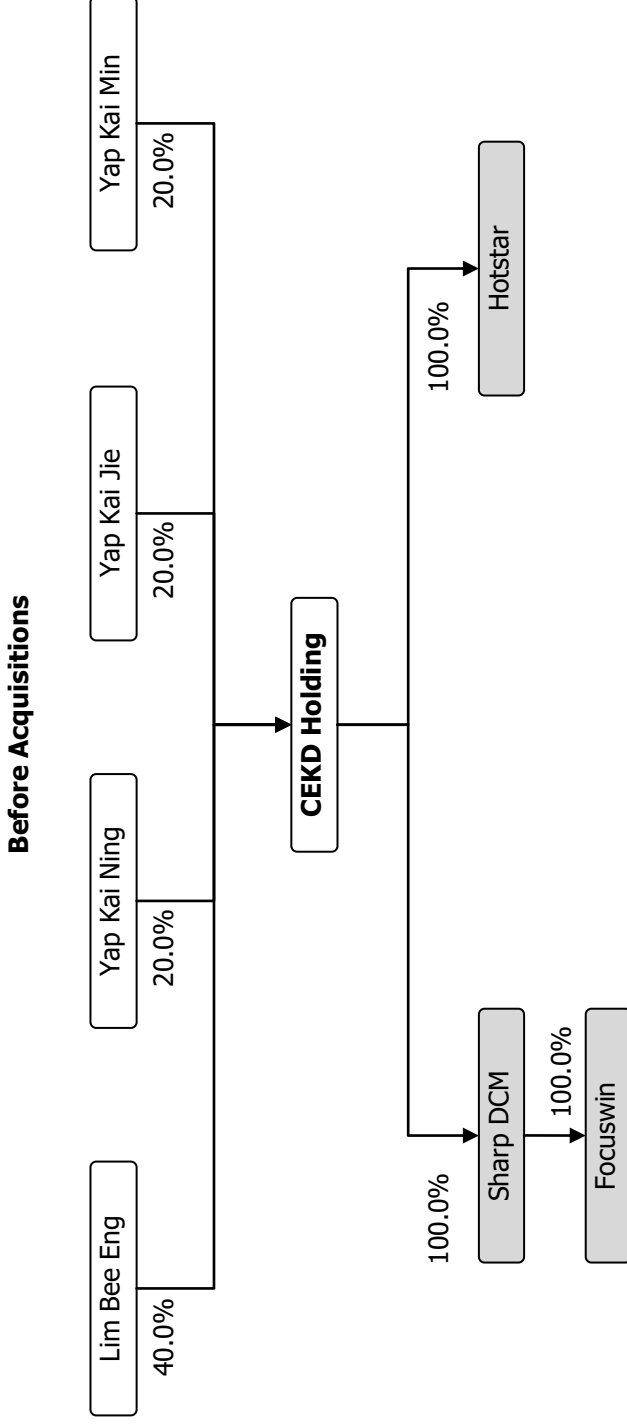 Before Acquisitions
Lim Bee Eng
Yap Kai Ning
Yap Kai Jie
Yap Kai Min
40.0%
20.0%
20.0%
20.0%
CEKD Holding
100.0%
100.0%
Sharp DCM
Hotstar
100.0%
Focuswin